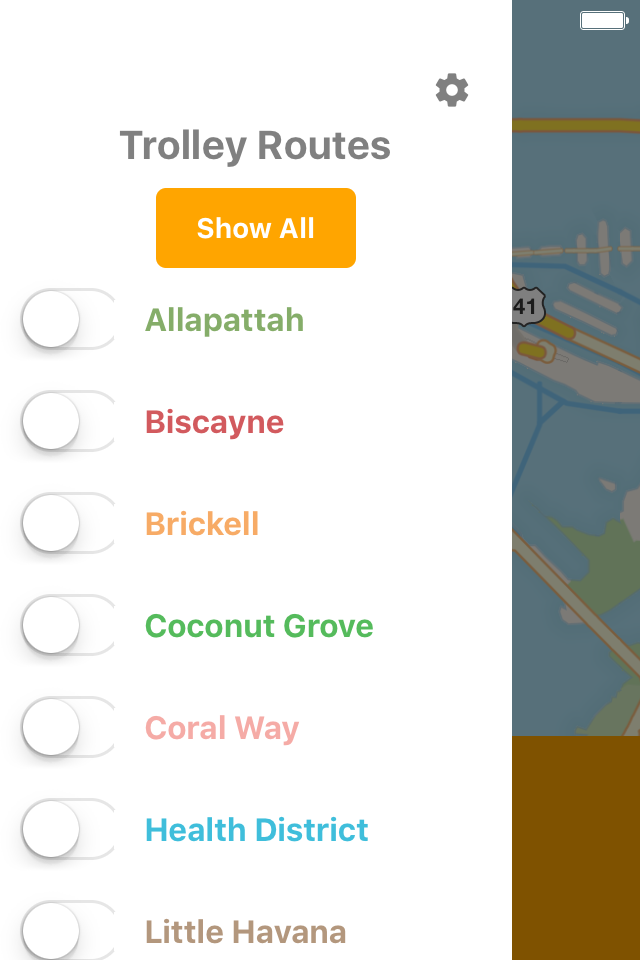 Trolley Routes
Show All
Allapattah
41
Biscayne
Brickell
Coconut Grove
Coral Way
Health District
Little Havana